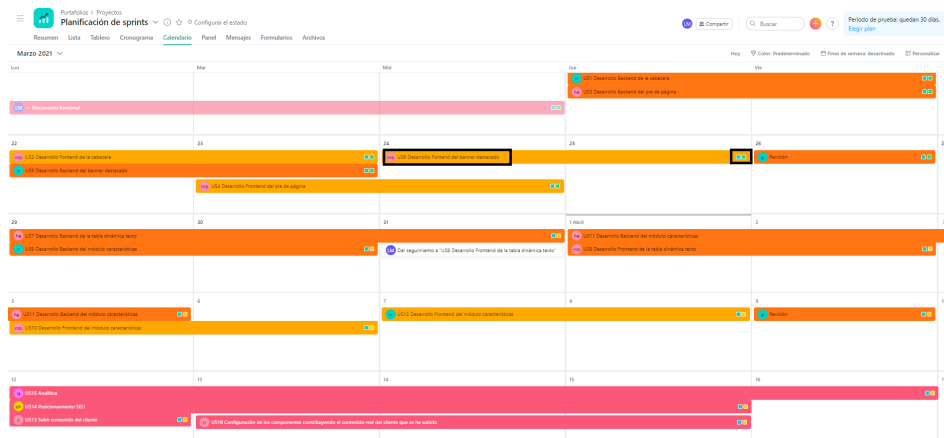 Portafolios > Proyectos
Planificación de sprints
Configurar el estado
LM
Compartir
Buscar
Periodo de prueba: quedan 30 días.
Elegir plan
Resumen Lista Tablero Cronograma Calendario Panel Mensajes Formularios Archivos
Marzo 2021
Hoy Color: Predeterminado Fines de semana: desactivado Personalizar
Lun Mar Mié Jue Vie
US1 Desarrollo Backend de la cabecera
US3 Desarrollo Backend del pie de página
LM Documento funcional
22 23 24 25 26
US2 Desarrollo Fontend de la cabecera
US6 Desarrollo Fontend del banner destacado
Revisión
US5 Desarrollo Backend del banner destacado
US4 Desarrollo Frontend del pie de página
29 30 31 1 Abril 2
US7 Desarrollo Backend de la tabla dinámica texto
US11 Desarrollo Backend del módulo características
US9 Desarrollo Backend del módulo características
LM Dar seguimiento a "US8 Desarrollo Frontend de la tabla dinámica texto"
US8 Desarrollo Frontend de la tabla dinámica texto
5 6 7 8 9
US11 Desarrollo Backend del módulo características
US12 Desarrollo Frontend del módulo características
Revisión
US10 Desarrollo Frontend del módulo características
12 13 14 15 16
US15 Analítica
US14 Posicionamiento SEO
US13 Subir contenido del cliente
US16 Configuración de los componentes contribuyendo el contenido real del cliente que se ha subido